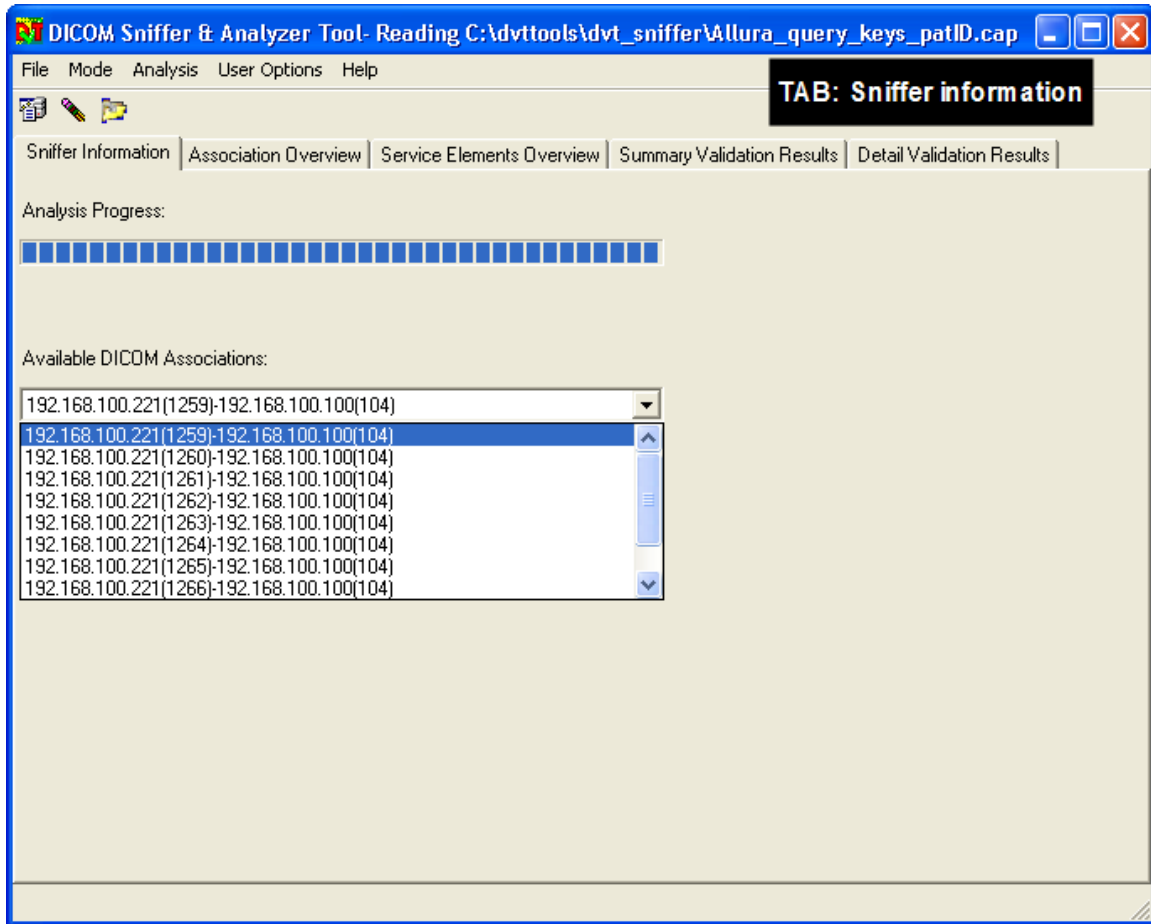 DICOM Sniffer & Analyzer Tool- Reading C:\dvttools\dvt_sniffer\Allura_query_keys_patID.cap
File Mode Analysis User Options Help
TAB: Sniffer information
Sniffer Information Association Overview Service Elements Overview Summary Validation Results Detail Validation Results
Analysis Progress:
Available DICOM Associations:
192.168.100.221(1259)-192.168.100.100(104)
192.168.100.221(1259)-192.168.100.100(104)
192.168.100.221(1260)-192.168.100.100(104)
192.168.100.221(1261)-192.168.100.100(104)
192.168.100.221(1262)-192.168.100.100(104)
192.168.100.221(1263)-192.168.100.100(104)
192.168.100.221(1264)-192.168.100.100(104)
192.168.100.221(1265)-192.168.100.100(104)
192.168.100.221(1266)-192.168.100.100(104)